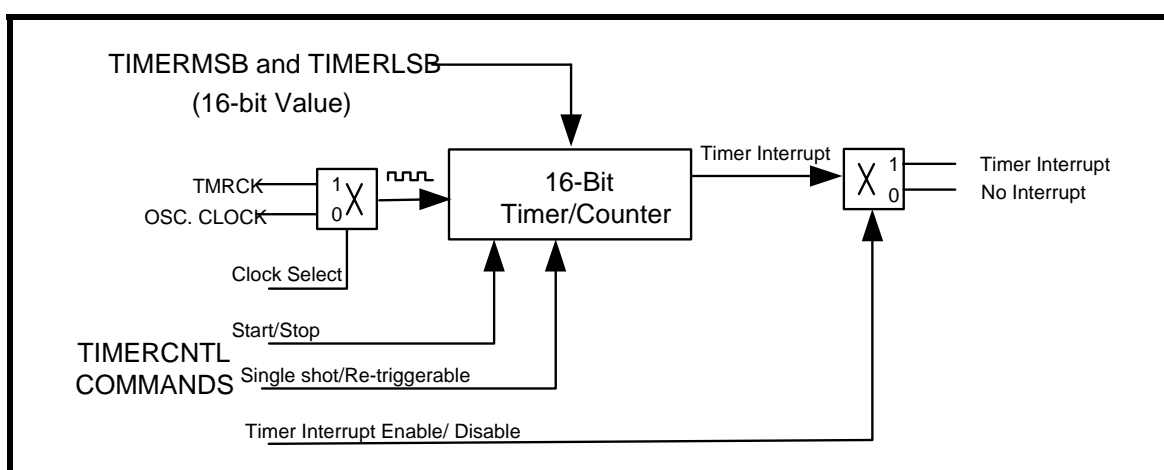 TIMERMSB and TIMERLSB
(16-bit Value)
Timer Interrupt
1
Timer Interrupt
X
0
No Interrupt
TMRCK
1
X
OSC. CLOCK
0
16-Bit
Timer/Counter
Clock Select
Start/Stop
TIMERCNTL
COMMANDS
Single shot/Re-triggerable
Timer Interrupt Enable/ Disable